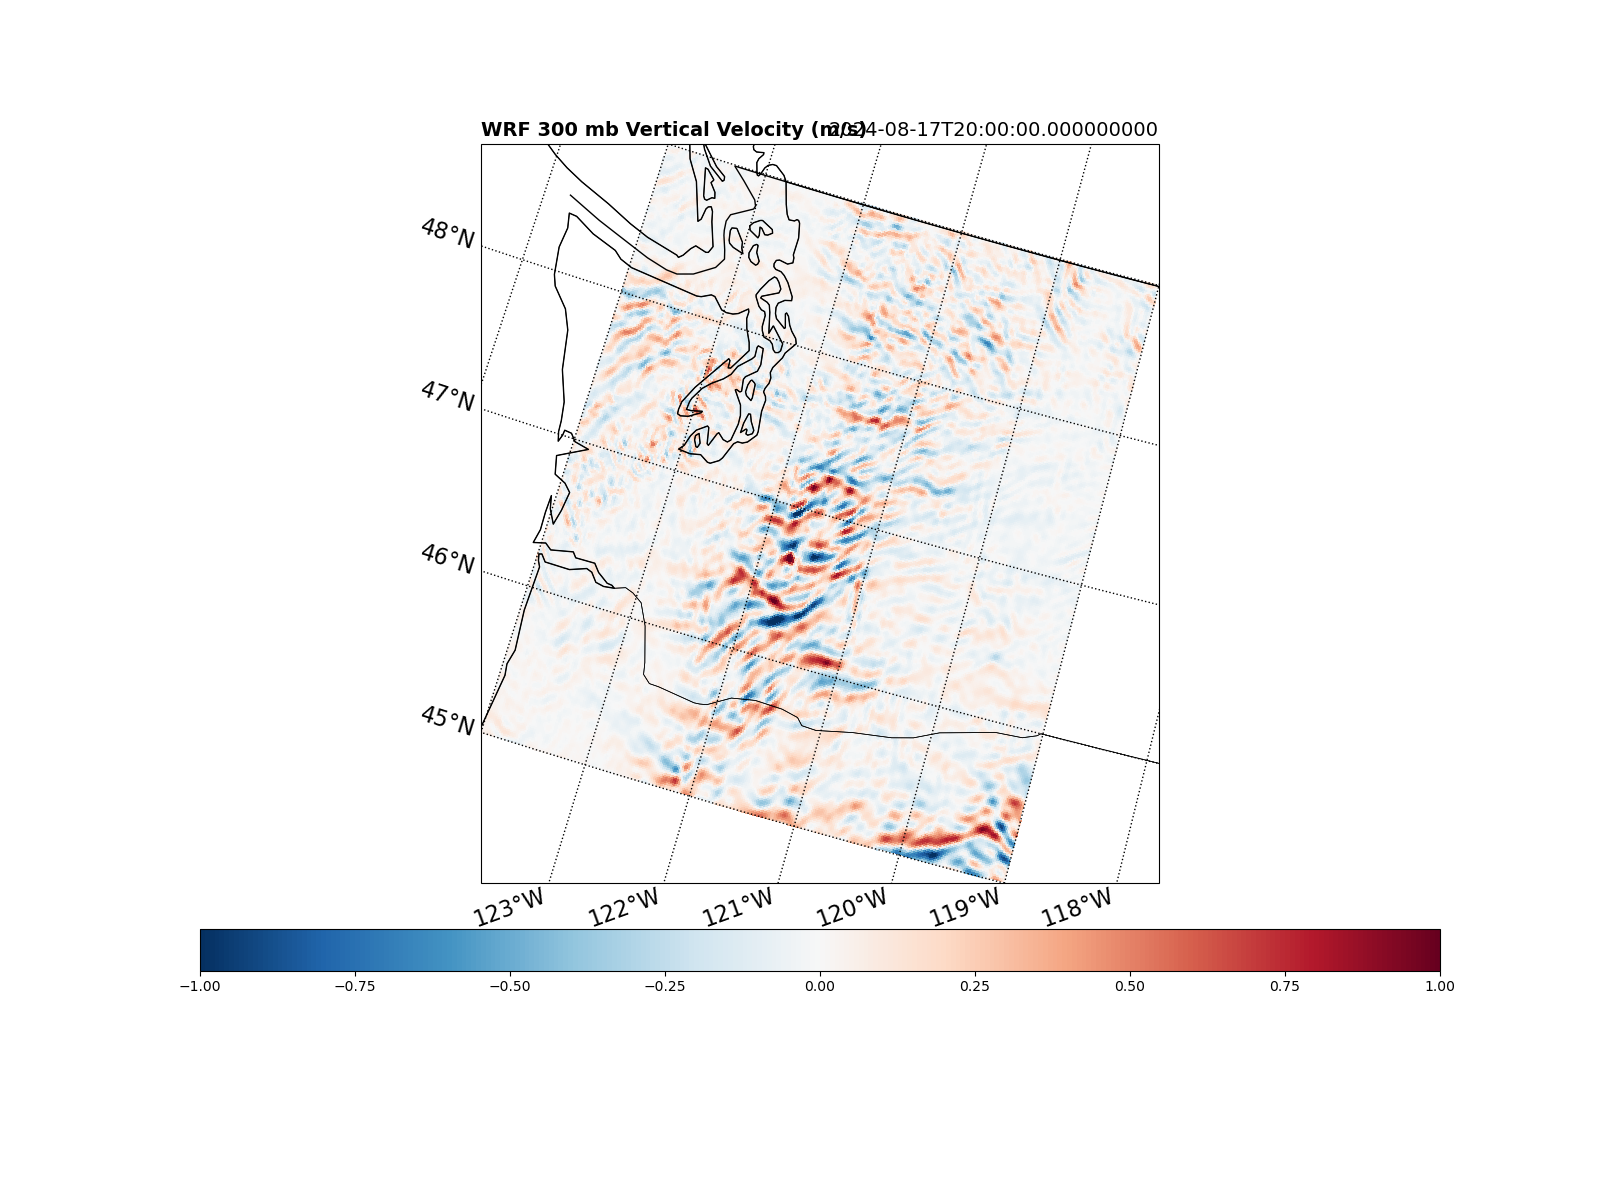 WRF 300 mb Vertical Velocity (m/s) 2024-08-17T20:00:00.000000000
48°N
47°N
46°N
45°N
123°W 122°W 121°W 120°W 119°W 118°W
−1.00 −0.75 −0.50 −0.25 0.00 0.25 0.50 0.75 1.00